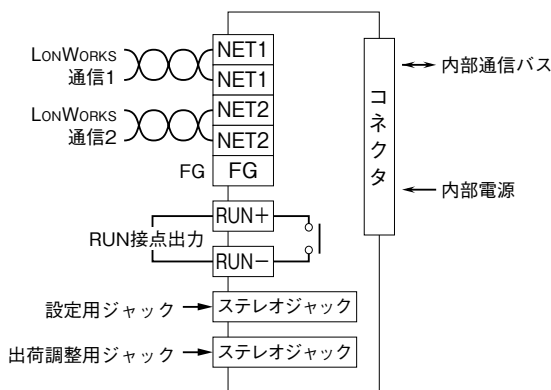 LONWORKS
通信1
NET1
NET1
LONWORKS
通信2
NET2
NET2
FG
FG
RUN+
RUN接点出力
RUN−
設定用ジャック
ステレオジャック
出荷調整用ジャック
ステレオジャック
コネクタ
内部通信バス
内部電源